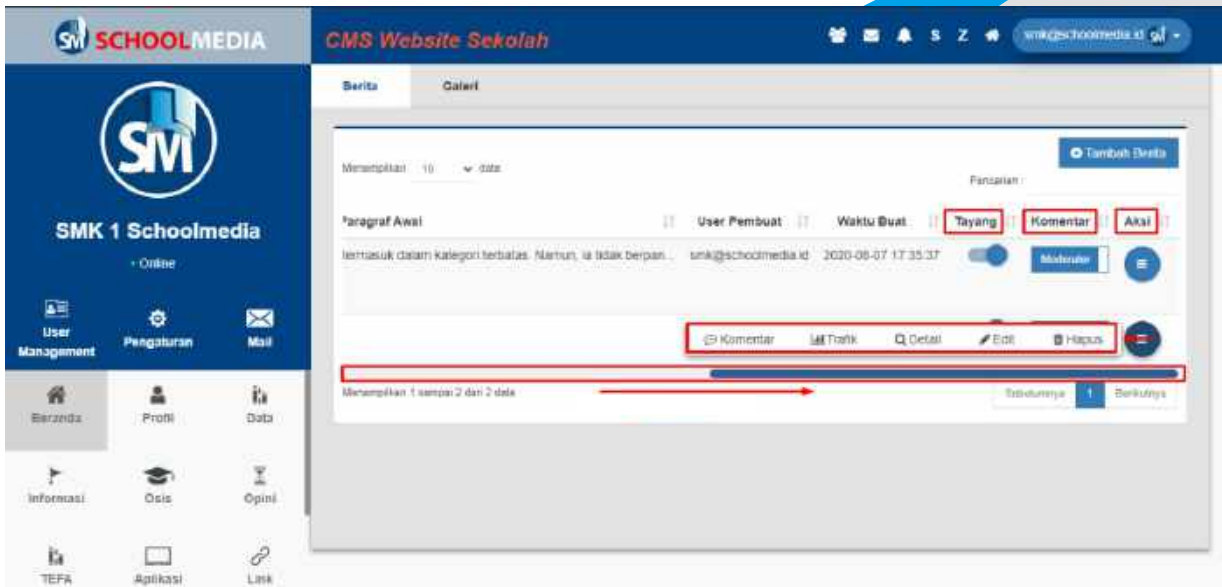 SM SCHOOLMEDIA
CMS Website Sekolah
S Z
smk@schoolmedia.id
SM
SMK 1 Schoolmedia
Online
User Management
Pengaturan
Mail
Beranda
Profil
Data
Informasi
Osis
Opini
TEFA
Aplikasi
Link
Berita
Galeri
Tambah Berita
Menampilkan 10 data
Pencarian :
Paragraf Awal
User Pembuat
Waktu Buat
Tayang
Komentar
Aksi
termasuk dalam kategori terbatas. Namun, ia tidak berpan...
smk@schoolmedia.id
2020-08-07 17:35:37
Moderator
Komentar
Trafik
Detail
Edit
Hapus
Menampilkan 1 sampai 2 dari 2 data
Sebelumnya
1
Berikutnya